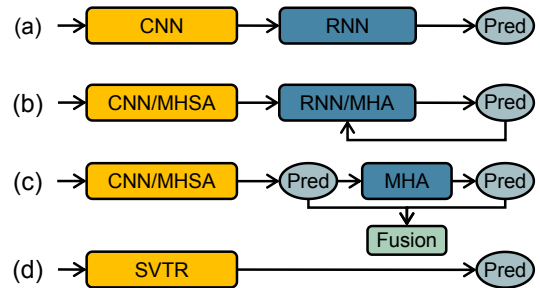 (a) CNN RNN Pred
(b) CNN/MHSA RNN/MHA Pred
(c) CNN/MHSA Pred MHA Pred
Fusion
(d) SVTR Pred